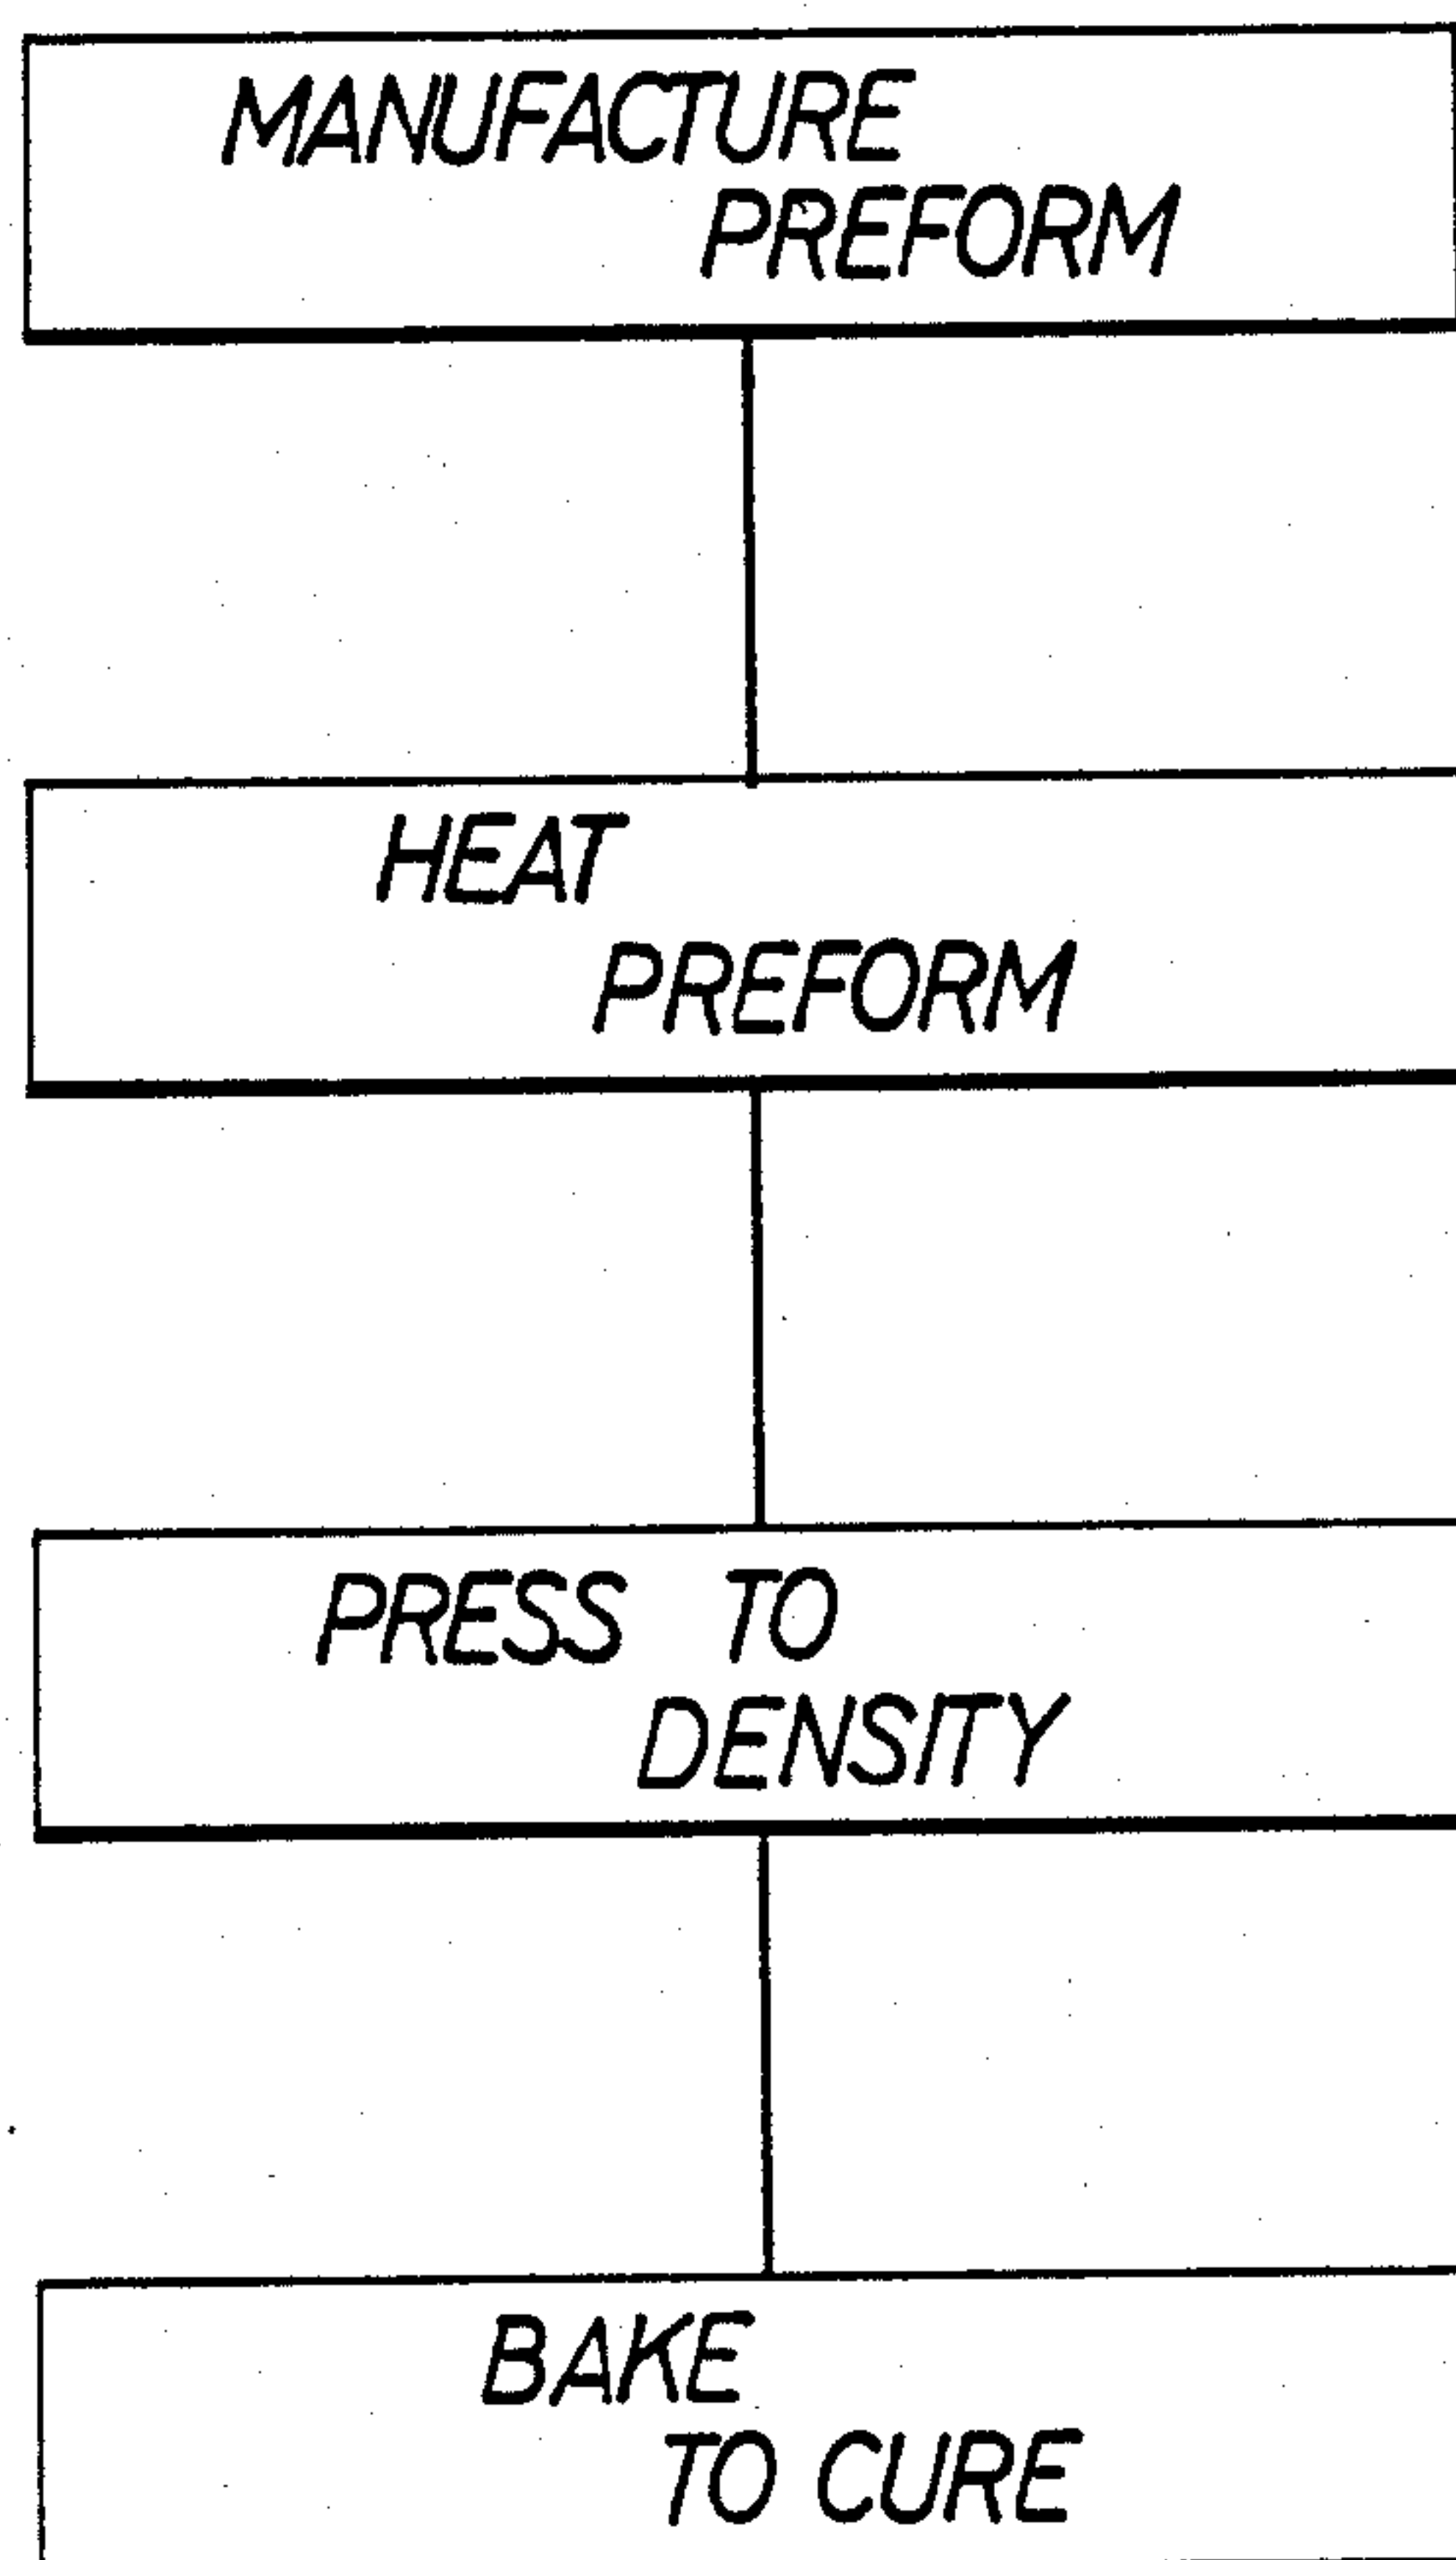 MANUFACTURE
PREFORM
HEAT
PREFORM
PRESS TO
DENSITY
BAKE
TO CURE